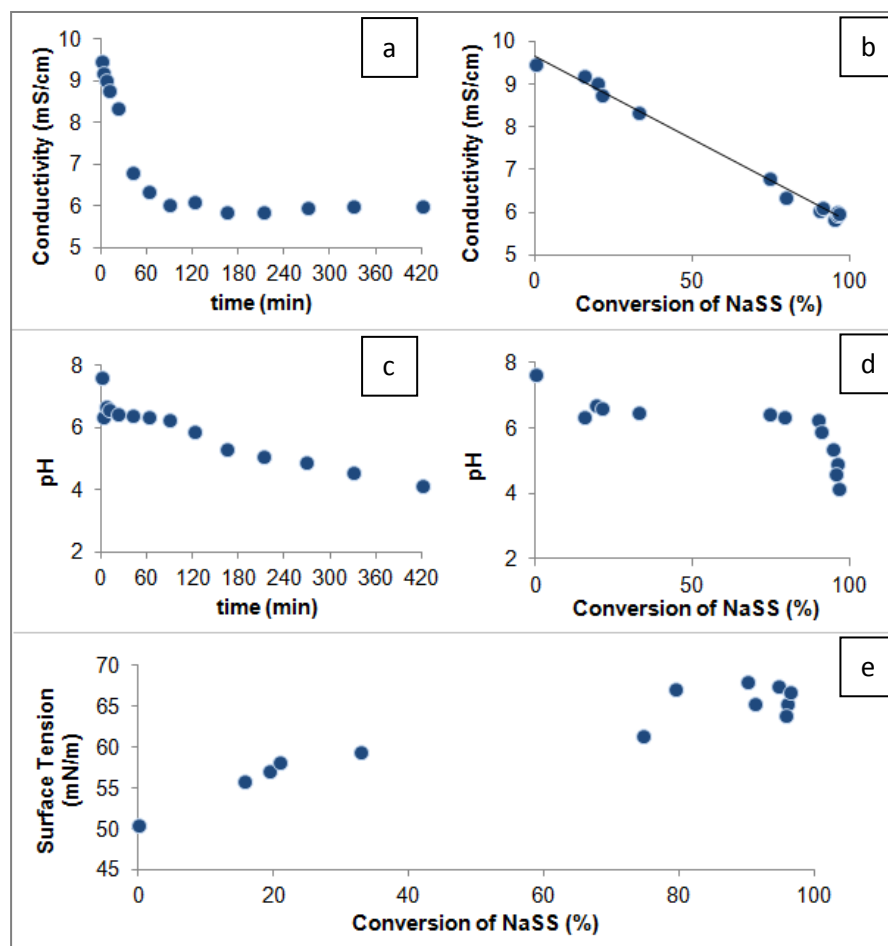 a
10
9
8
7
6
5
Conductivity (mS/cm)
0 60 120 180 240 300 360 420
time (min)
b
10
9
8
7
6
5
Conductivity (mS/cm)
0 50 100
Conversion of NaSS (%)
c
8
6
4
2
pH
0 60 120 180 240 300 360 420
time (min)
d
8
6
4
2
pH
0 50 100
Conversion of NaSS (%)
e
70
65
60
55
50
45
Surface Tension
(mN/m)
0 20 40 60 80 100
Conversion of NaSS (%)